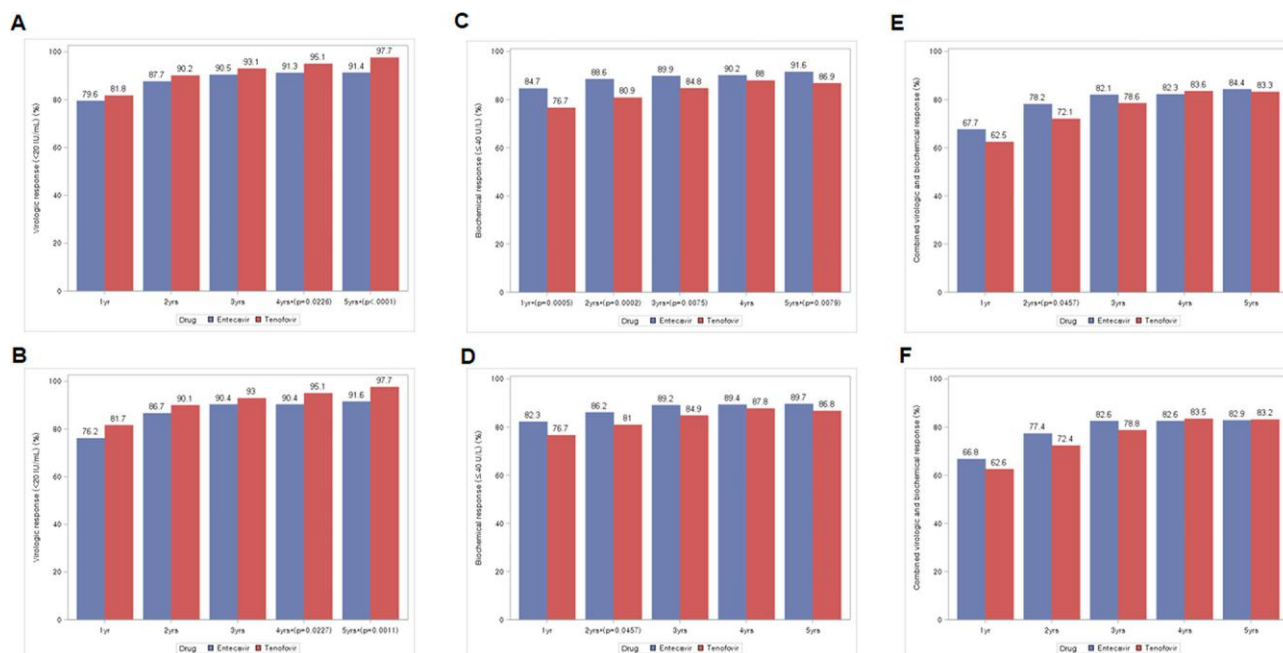 A
Virologic response (<20 IU/mL) (%)
100
80
60
40
20
0
79.6 81.8 87.7 90.2 90.5 93.1 91.3 95.1 91.4 97.7
1yr 2yrs 3yrs 4yrs*(p=0.0226) 5yrs*(p<.0001)
Drug Entecavir Tenofovir
C
Biochemical response (≤40 U/L) (%)
100
80
60
40
20
0
84.7 76.7 88.6 80.9 89.9 84.8 90.2 88 91.6 86.9
1yr*(p=0.0005) 2yrs*(p=0.0002) 3yrs*(p=0.0075) 4yrs 5yrs*(p=0.0079)
Drug Entecavir Tenofovir
E
Combined virologic and biochemical response (%)
100
80
60
40
20
0
67.7 62.5 78.2 72.1 82.1 78.6 82.3 83.6 84.4 83.3
1yr 2yrs*(p=0.0457) 3yrs 4yrs 5yrs
Drug Entecavir Tenofovir
B
Virologic response (<20 IU/mL) (%)
100
80
60
40
20
0
76.2 81.7 86.7 90.1 90.4 93 90.4 95.1 91.6 97.7
1yr 2yrs 3yrs 4yrs*(p=0.0227) 5yrs*(p=0.0011)
Drug Entecavir Tenofovir
D
Biochemical response (≤40 U/L) (%)
100
80
60
40
20
0
82.3 76.7 86.2 81 89.2 84.9 89.4 87.8 89.7 86.8
1yr 2yrs*(p=0.0457) 3yrs 4yrs 5yrs
Drug Entecavir Tenofovir
F
Combined virologic and biochemical response (%)
100
80
60
40
20
0
66.8 62.6 77.4 72.4 82.6 78.8 82.6 83.5 82.9 83.2
1yr 2yrs 3yrs 4yrs 5yrs
Drug Entecavir Tenofovir